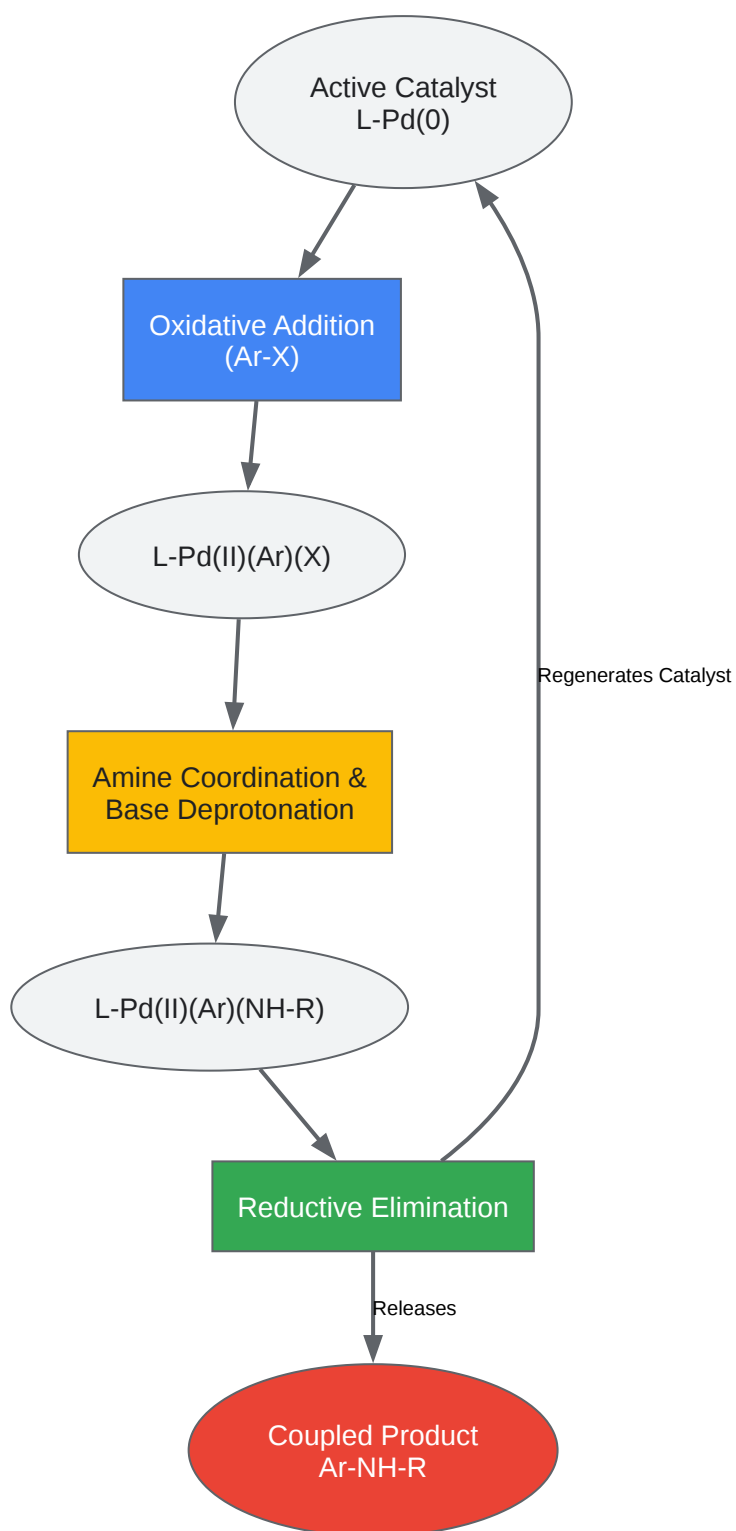 Active Catalyst
L-Pd(0)
Oxidative Addition
(Ar-X)
L-Pd(II)(Ar)(X)
Regenerates Catalyst
Amine Coordination &
Base Deprotonation
L-Pd(II)(Ar)(NH-R)
Reductive Elimination
Releases
Coupled Product
Ar-NH-R